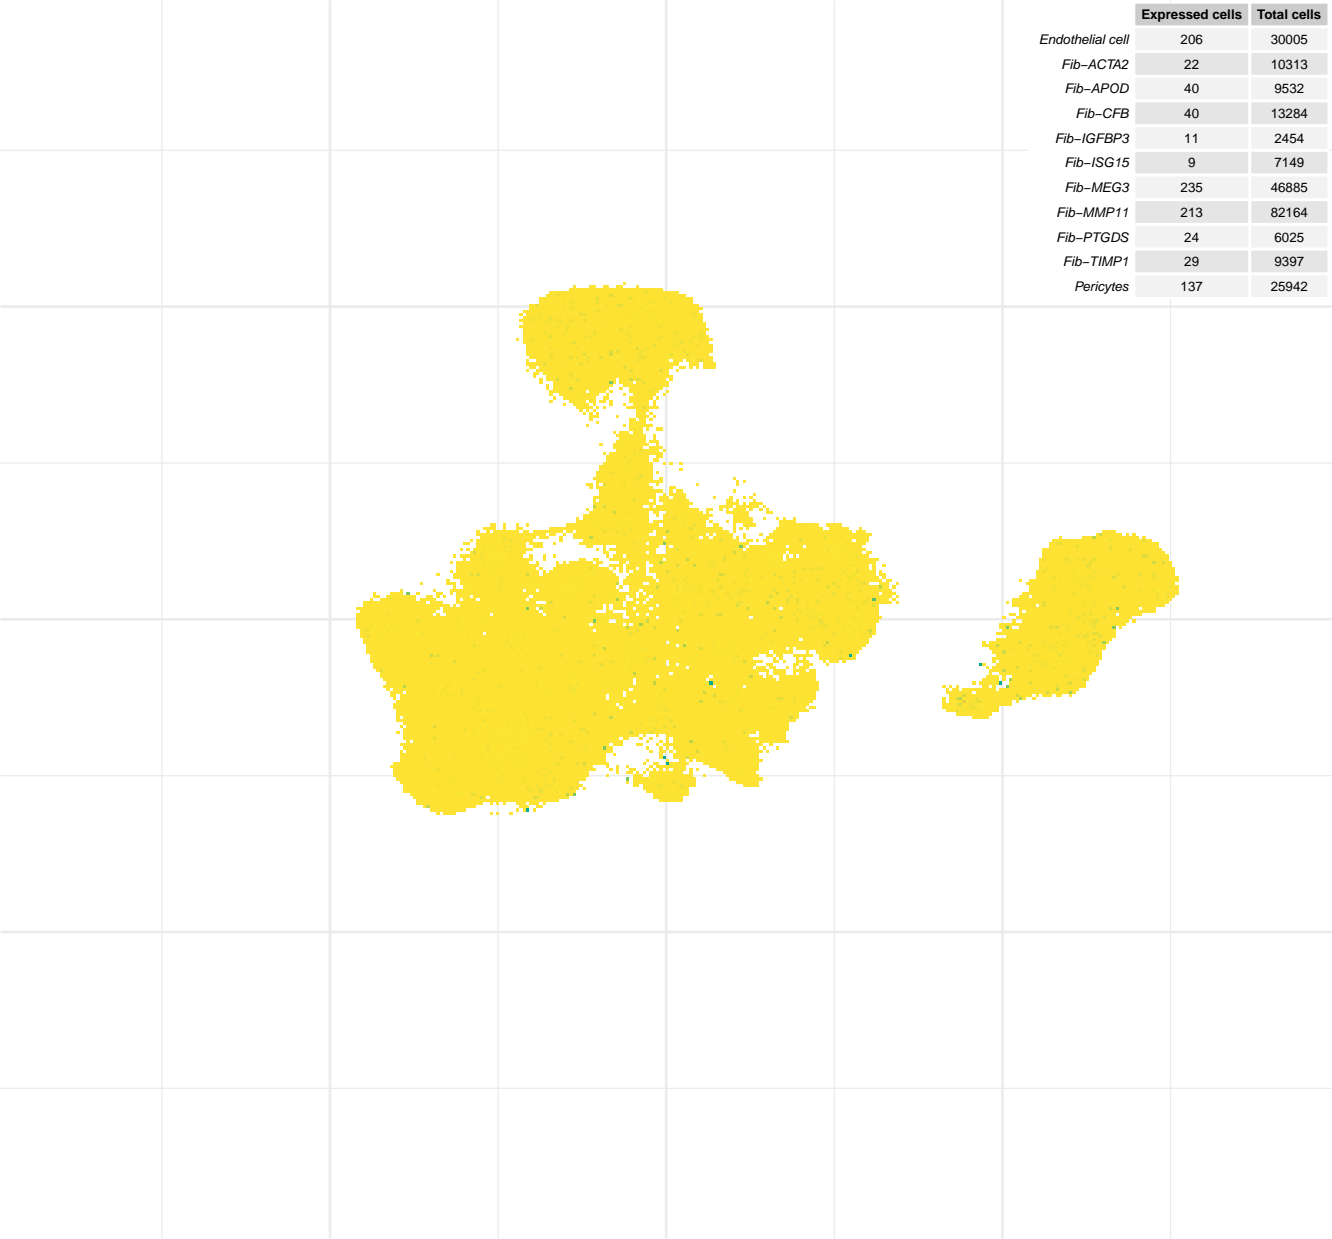 Expressed cells Total cells
Endothelial cell 206 30005
Fib−ACTA2 22 10313
Fib−APOD 40 9532
Fib−CFB 40 13284
Fib−IGFBP3 11 2454
Fib−ISG15 9 7149
Fib−MEG3 235 46885
Fib−MMP11 213 82164
Fib−PTGDS 24 6025
Fib−TIMP1 29 9397
Pericytes 137 25942